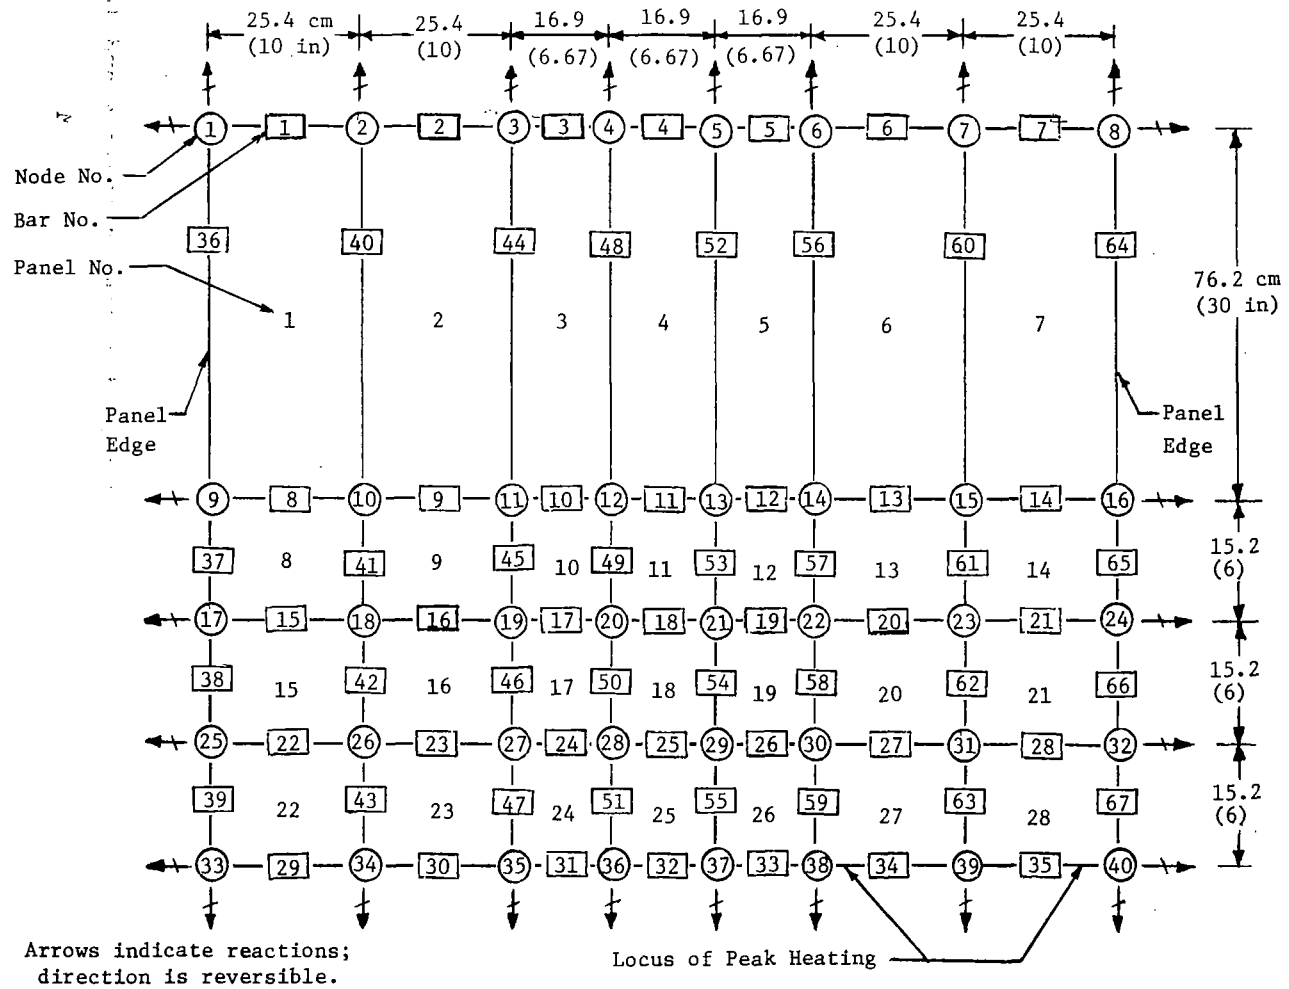 25.4 cm 25.4 16.9 16.9 16.9 25.4 25.4
(10 in) (10) (6.67) (6.67) (6.67) (10) (10)
1 1 2 2 3 3 4 4 5 5 6 6 7 7 8
Node No.
Bar No.
36 40 44 48 52 56 60 64
Panel No.
76.2 cm
(30 in)
1 2 3 4 5 6 7
Panel Edge
Panel Edge
9 8 10 9 11 10 12 11 13 12 14 13 15 14 16
37 8 41 9 45 10 49 11 53 12 57 13 61 14 65
15.2
(6)
17 15 18 16 19 17 20 18 21 19 22 20 23 21 24
38 15 42 16 46 17 50 18 54 19 58 20 62 21 66
15.2
(6)
25 22 26 23 27 24 28 25 29 26 30 27 31 28 32
39 22 43 23 47 24 51 25 55 26 59 27 63 28 67
15.2
(6)
33 29 34 30 35 31 36 32 37 33 38 34 39 35 40
Arrows indicate reactions;
direction is reversible.
Locus of Peak Heating